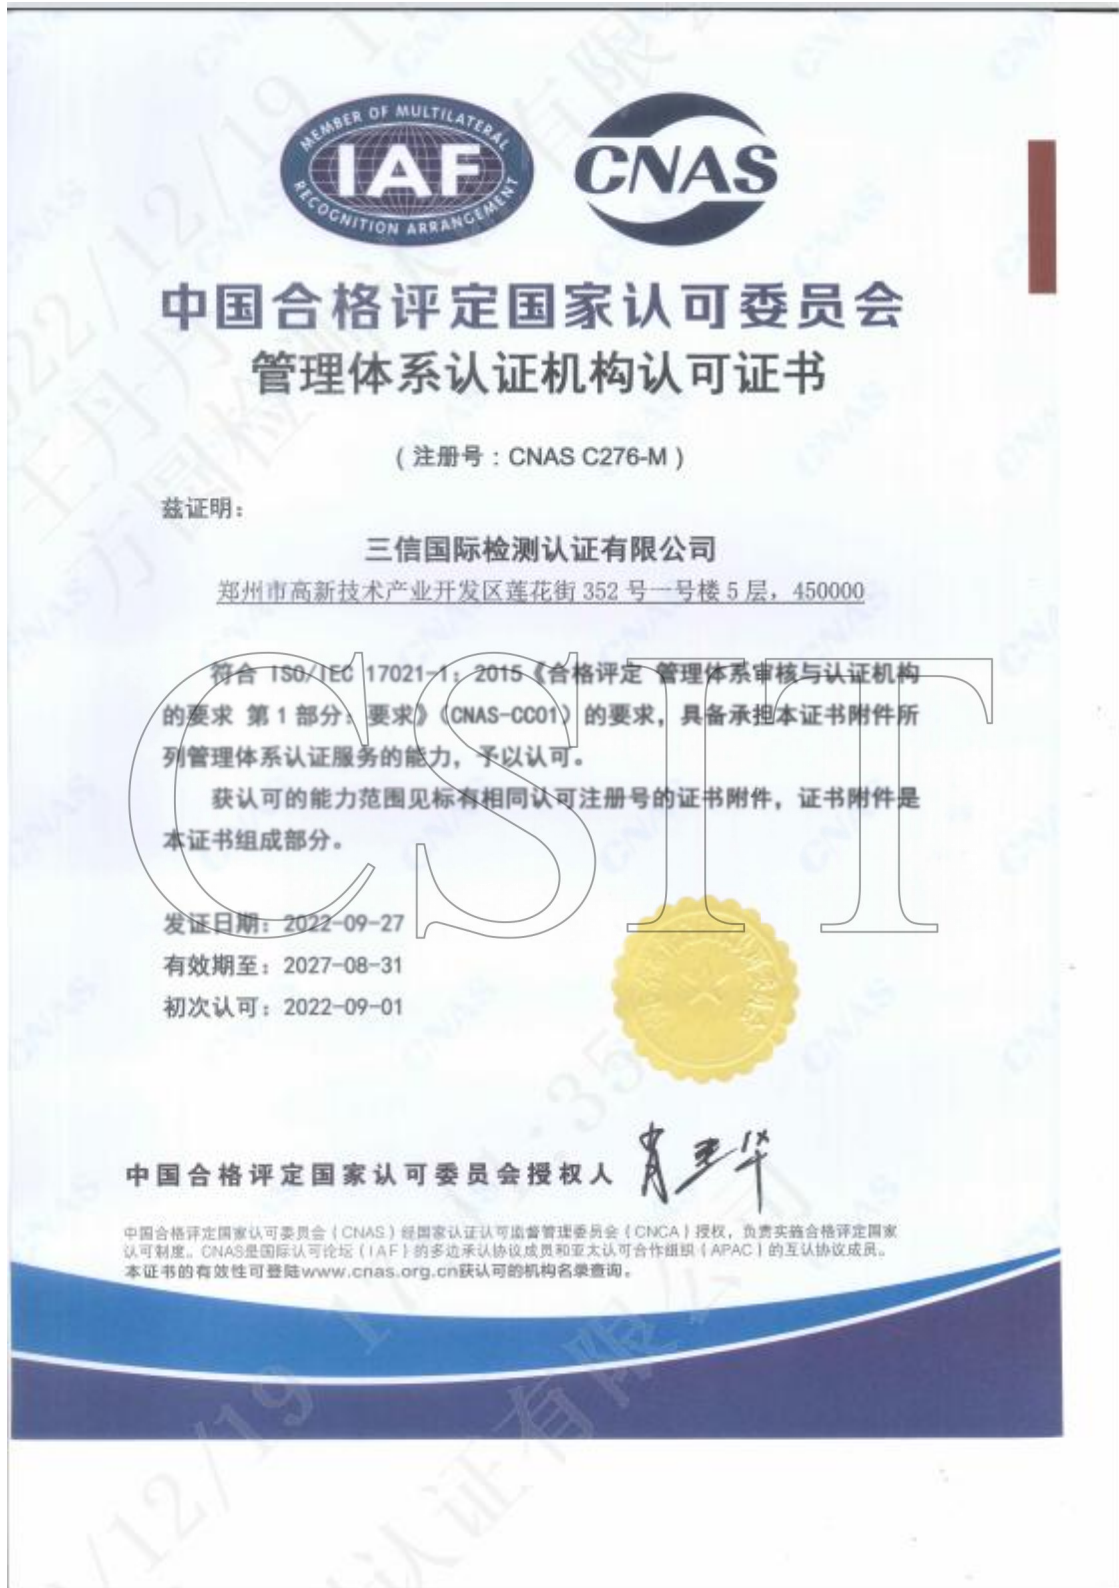 MEMBER OF MULTILATERAL
IAF
RECOGNITION ARRANGEMENT
CNAS
中国合格评定国家认可委员会
管理体系认证机构认可证书
(注册号:CNAS C276-M)
兹证明:
三信国际检测认证有限公司
郑州市高新技术产业开发区莲花街 352 号一号楼 5 层，450000
符合 ISO/IEC 17021-1：2015《合格评定 管理体系审核与认证机构
的要求 第 1 部分：要求》（CNAS-CC01）的要求，具备承担本证书附件所
列管理体系认证服务的能力，予以认可。
获认可的能力范围见标有相同认可注册号的证书附件，证书附件是
本证书组成部分。
CSIT
发证日期：2022-09-27
有效期至：2027-08-31
初次认可：2022-09-01
中国合格评定国家认可委员会授权人
中国合格评定国家认可委员会（CNAS）经国家认证认可监督管理委员会（CNCA）授权，负责实施合格评定国家
认可制度。CNAS是国际认可论坛（IAF）的多边承认协议成员和亚太认可合作组织（APAC）的互认协议成员。
本证书的有效性可登陆www.cnas.org.cn获认可的机构名录查询。